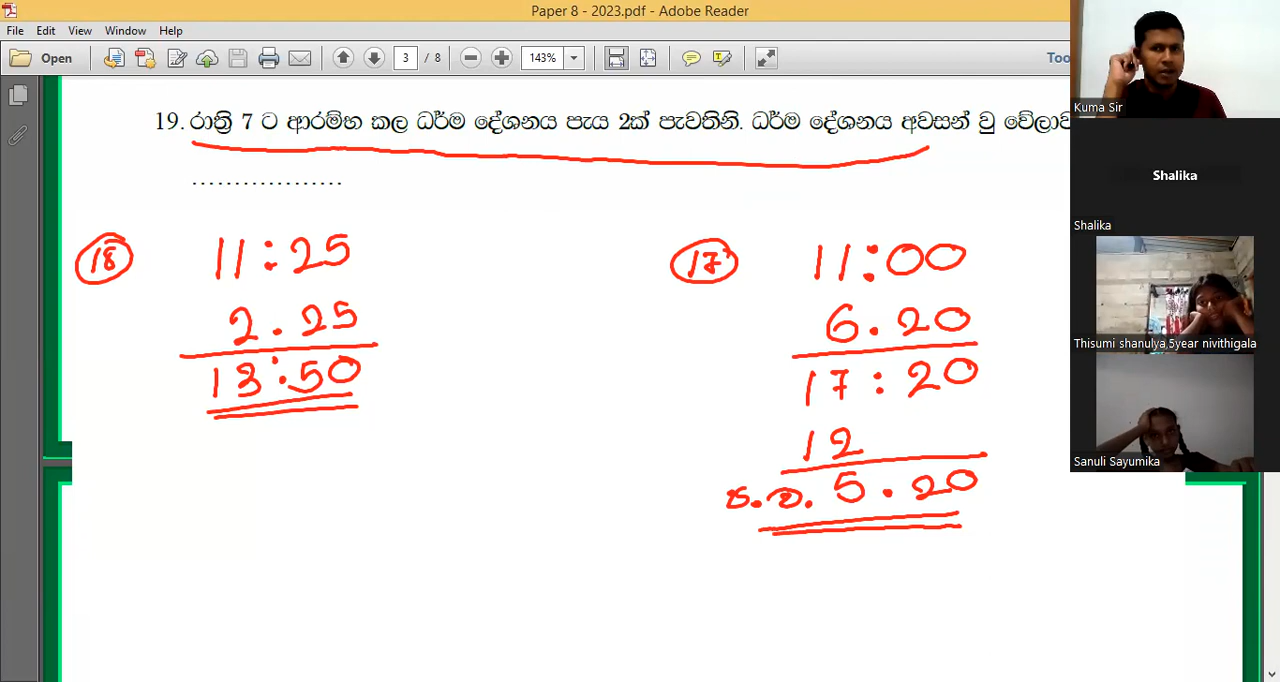 Paper 8 - 2023.pdf - Adobe Reader
File Edit View Window Help
Open 3 / 8 143% Too
Kuma Sir
19. රාත්‍රි 7 ට ආරම්භ කල ධර්ම දේශනය පැය 2ක් පැවතිනි. ධර්ම දේශනය අවසන් වු වේලාව
..................
Shalika
Shalika
18 11:25
2.25
13:50
17 11:00
6.20
17:20
12
ප.ව. 5.20
Thisumi shanulya,5year nivithigala
Sanuli Sayumika